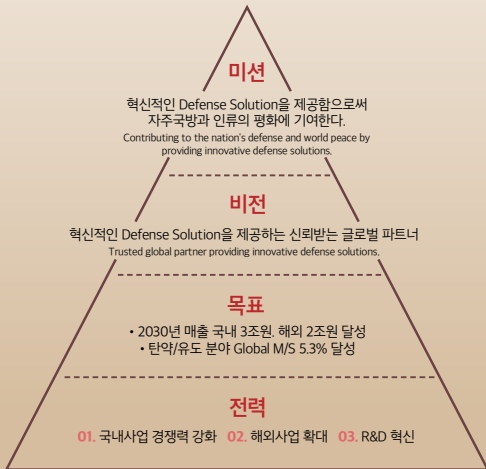 미션
혁신적인 Defense Solution을 제공함으로써
자주국방과 인류의 평화에 기여한다.
Contributing to the nation's defense and world peace by
providing innovative defense solutions.
비전
혁신적인 Defense Solution을 제공하는 신뢰받는 글로벌 파트너
Trusted global partner providing innovative defense solutions.
목표
• 2030년 매출 국내 3조원. 해외 2조원 달성
• 탄약/유도 분야 Global M/S 5.3% 달성
전력
01. 국내사업 경쟁력 강화 02. 해외사업 확대 03. R&D 혁신